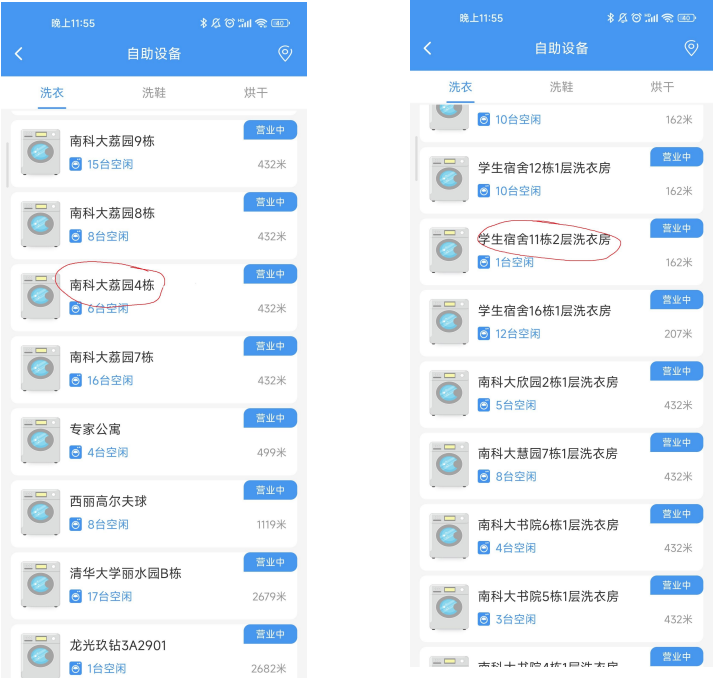 晚上11:55
自助设备
洗衣
洗鞋
烘干
南科大荔园9栋
营业中
15台空闲
432米
南科大荔园8栋
营业中
8台空闲
432米
南科大荔园4栋
营业中
6台空闲
432米
南科大荔园7栋
营业中
16台空闲
432米
专家公寓
营业中
4台空闲
499米
西丽高尔夫球
营业中
8台空闲
1119米
清华大学丽水园B栋
营业中
17台空闲
2679米
龙光玖钻3A2901
营业中
1台空闲
2682米
晚上11:55
自助设备
洗衣
洗鞋
烘干
10台空闲
162米
学生宿舍12栋1层洗衣房
营业中
10台空闲
162米
学生宿舍11栋2层洗衣房
营业中
1台空闲
162米
学生宿舍16栋1层洗衣房
营业中
12台空闲
207米
南科大欣园2栋1层洗衣房
营业中
5台空闲
432米
南科大慧园7栋1层洗衣房
营业中
8台空闲
432米
南科大书院6栋1层洗衣房
营业中
4台空闲
432米
南科大书院5栋1层洗衣房
营业中
3台空闲
432米
南科大书院4栋1层洗衣房
营业中